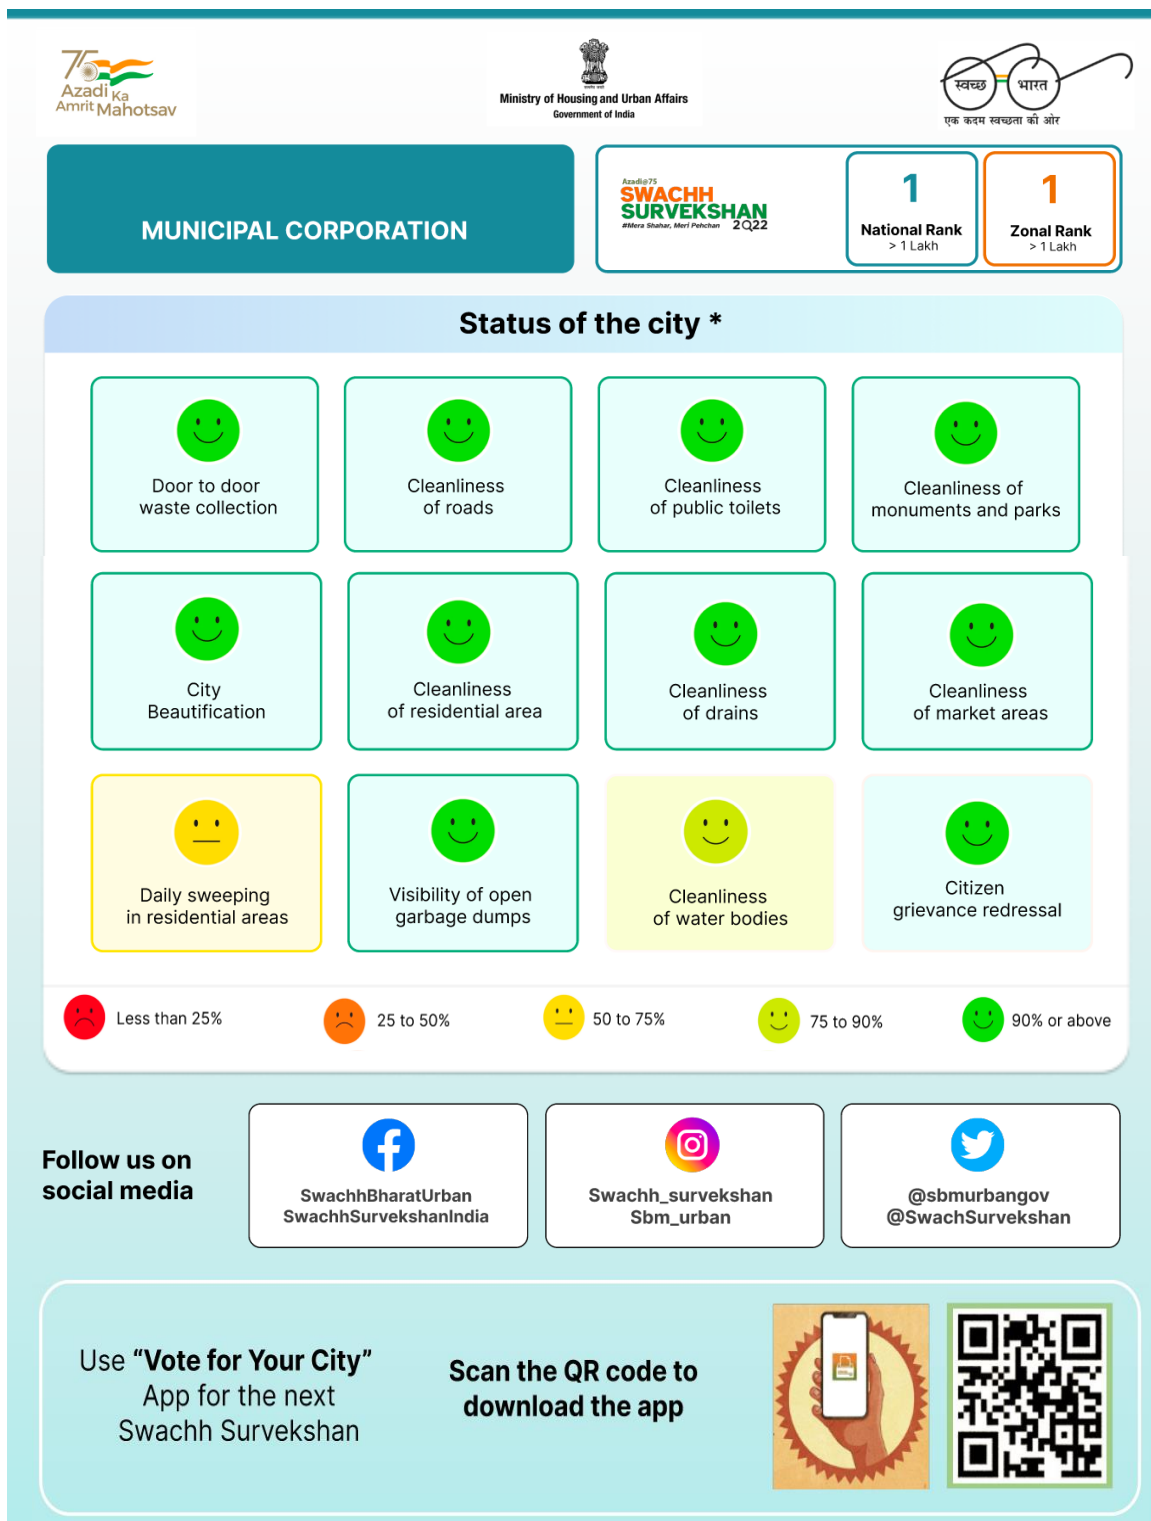 75
Azadi Ka
Amrit Mahotsav
Ministry of Housing and Urban Affairs
Government of India
स्वच्छ भारत
एक कदम स्वच्छता की ओर
MUNICIPAL CORPORATION
Azadi@75
SWACHH
SURVEKSHAN
#Mera Shahar, Meri Pehchan 2022
1
National Rank
> 1 Lakh
1
Zonal Rank
> 1 Lakh
Status of the city *
Door to door
waste collection
Cleanliness
of roads
Cleanliness
of public toilets
Cleanliness of
monuments and parks
City
Beautification
Cleanliness
of residential area
Cleanliness
of drains
Cleanliness
of market areas
Daily sweeping
in residential areas
Visibility of open
garbage dumps
Cleanliness
of water bodies
Citizen
grievance redressal
Less than 25%
25 to 50%
50 to 75%
75 to 90%
90% or above
Follow us on
social media
SwachhBharatUrban
SwachhSurvekshanIndia
Swachh_survekshan
Sbm_urban
@sbmurbangov
@SwachSurvekshan
Use “Vote for Your City”
App for the next
Swachh Survekshan
Scan the QR code to
download the app